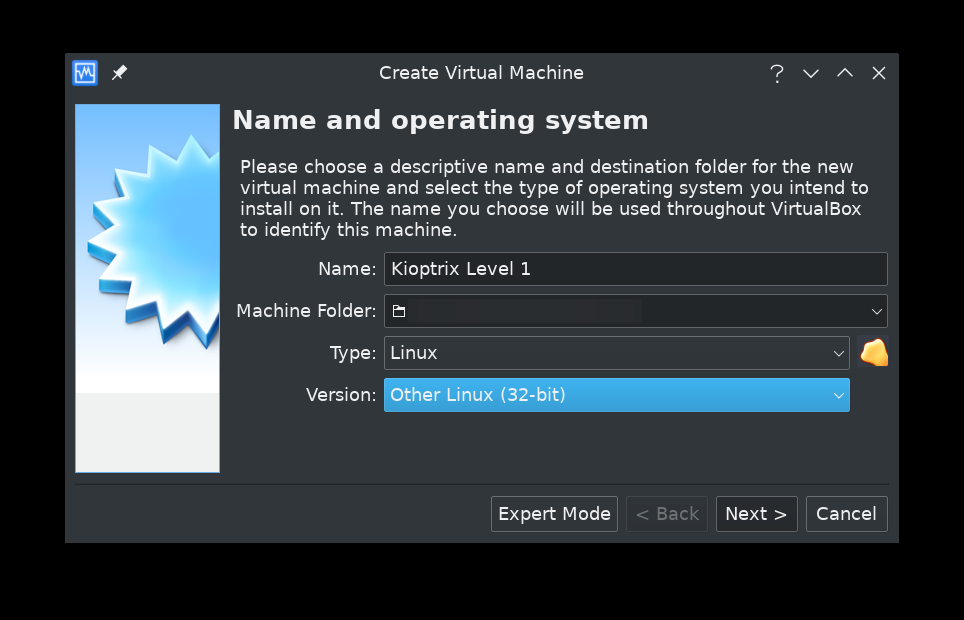 Create Virtual Machine
Name and operating system
Please choose a descriptive name and destination folder for the new
virtual machine and select the type of operating system you intend to
install on it. The name you choose will be used throughout VirtualBox
to identify this machine.
Name: Kioptrix Level 1
Machine Folder:
Type: Linux
Version: Other Linux (32-bit)
Expert Mode < Back Next > Cancel